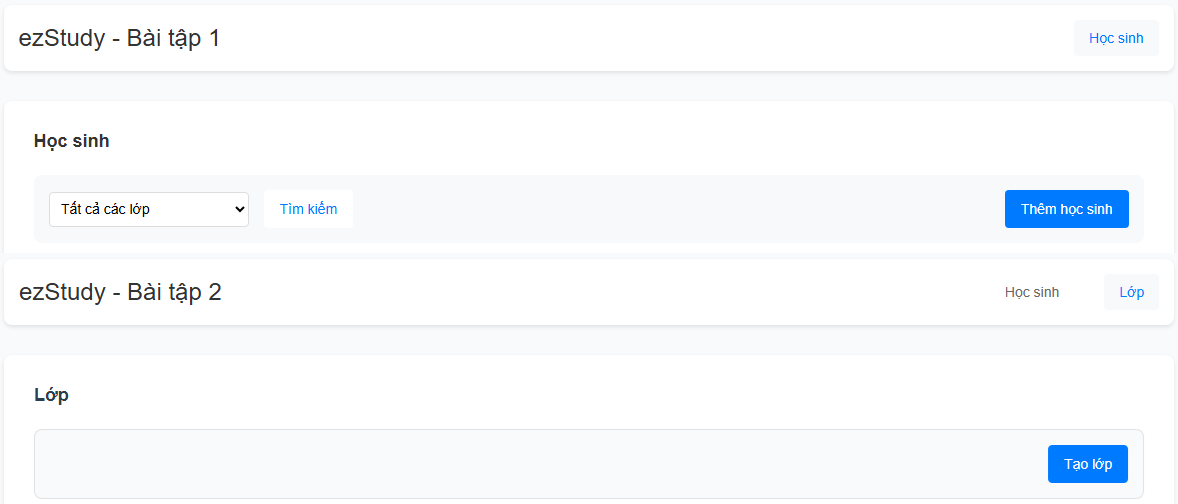 ezStudy - Bài tập 1 Học sinh
Học sinh
Tất cả các lớp Tìm kiếm Thêm học sinh
ezStudy - Bài tập 2 Học sinh Lớp
Lớp
Tạo lớp